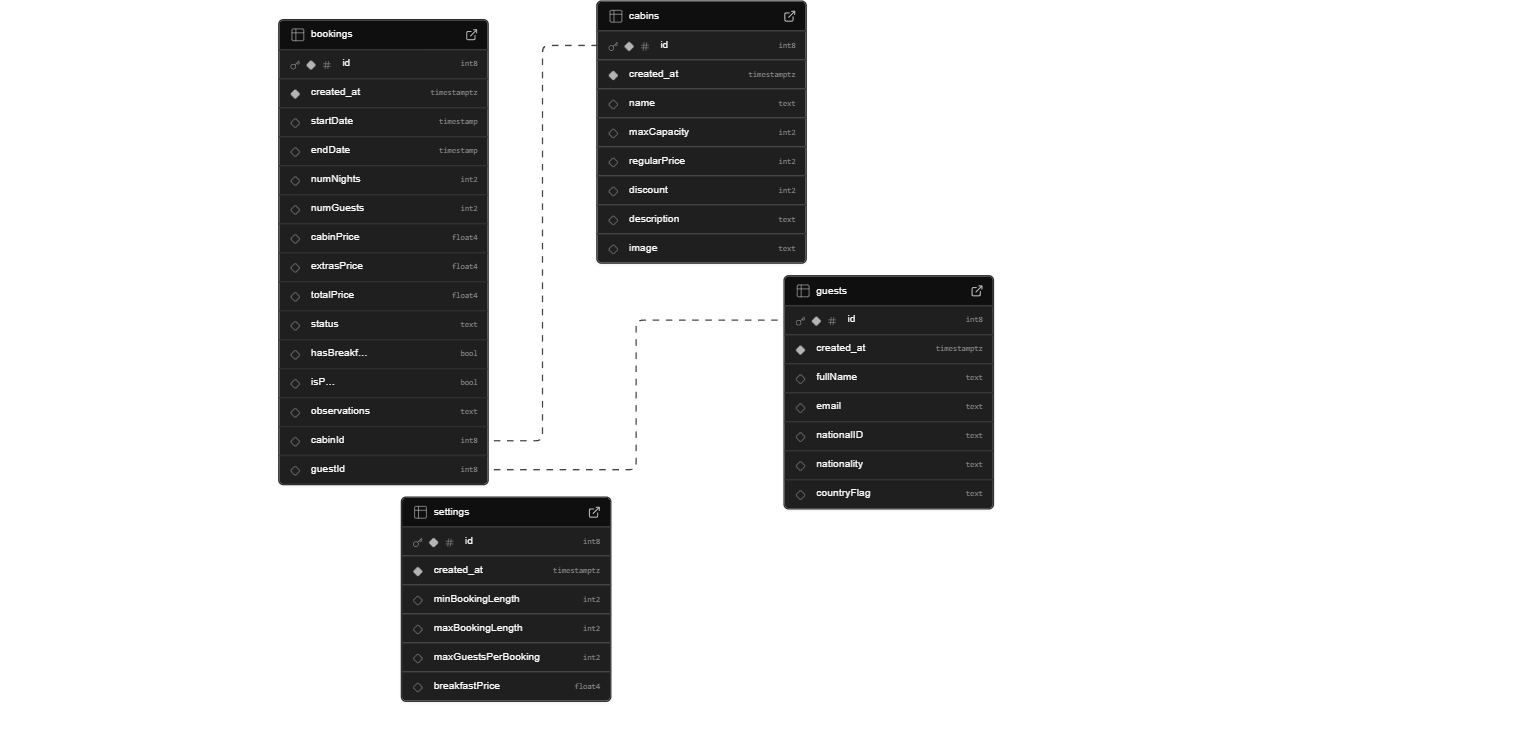 bookings
# id int8
created_at timestamptz
startDate timestamp
endDate timestamp
numNights int2
numGuests int2
cabinPrice float4
extrasPrice float4
totalPrice float4
status text
hasBreakf... bool
isP... bool
observations text
cabinId int8
guestId int8
cabins
# id int8
created_at timestamptz
name text
maxCapacity int2
regularPrice int2
discount int2
description text
image text
guests
# id int8
created_at timestamptz
fullName text
email text
nationalID text
nationality text
countryFlag text
settings
# id int8
created_at timestamptz
minBookingLength int2
maxBookingLength int2
maxGuestsPerBooking int2
breakfastPrice float4